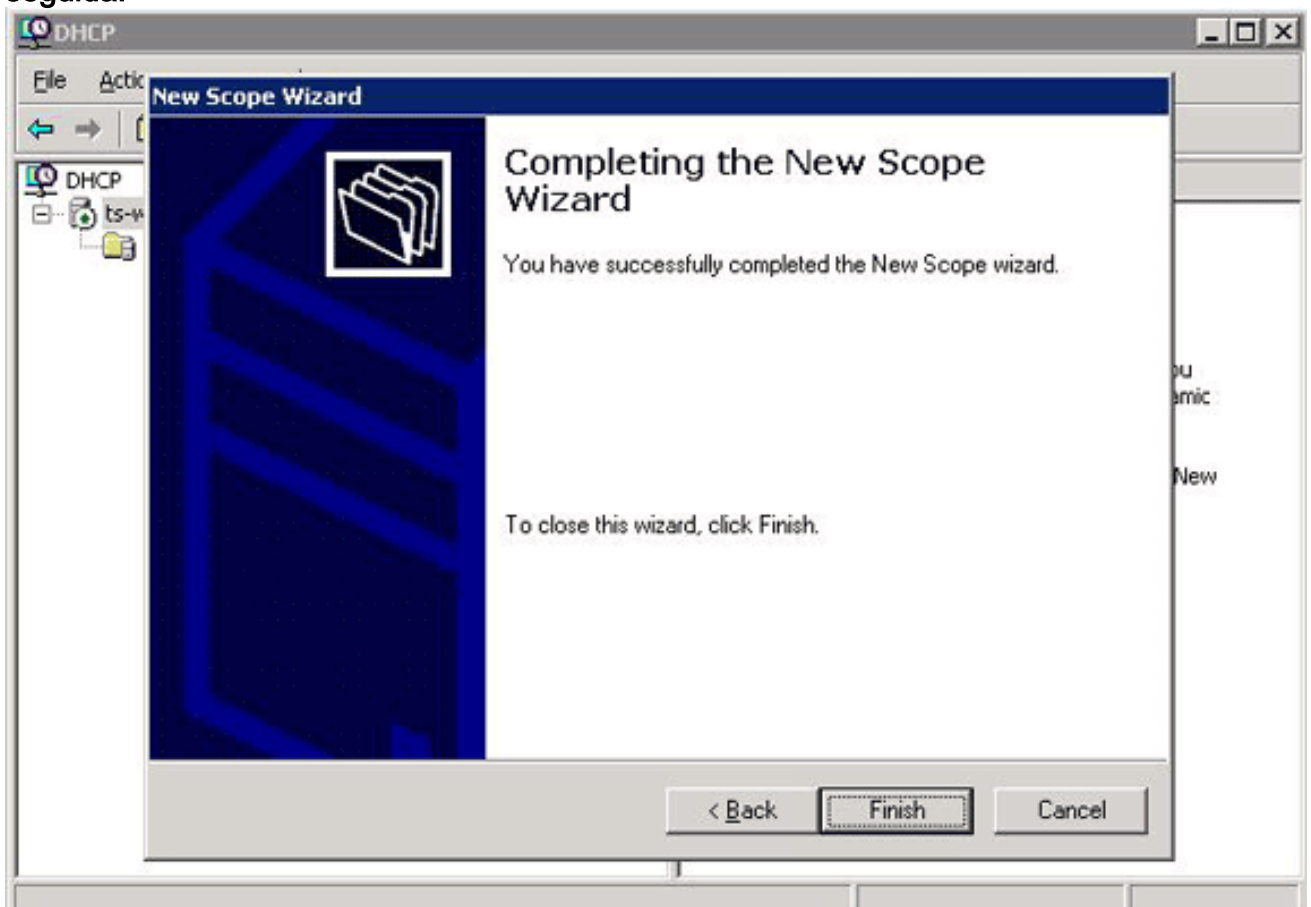 DHCP
File
New Scope Wizard
DHCP
Completing the New Scope
Wizard
You have successfully completed the New Scope wizard.
New
To close this wizard, click Finish.
< Back Finish Cancel